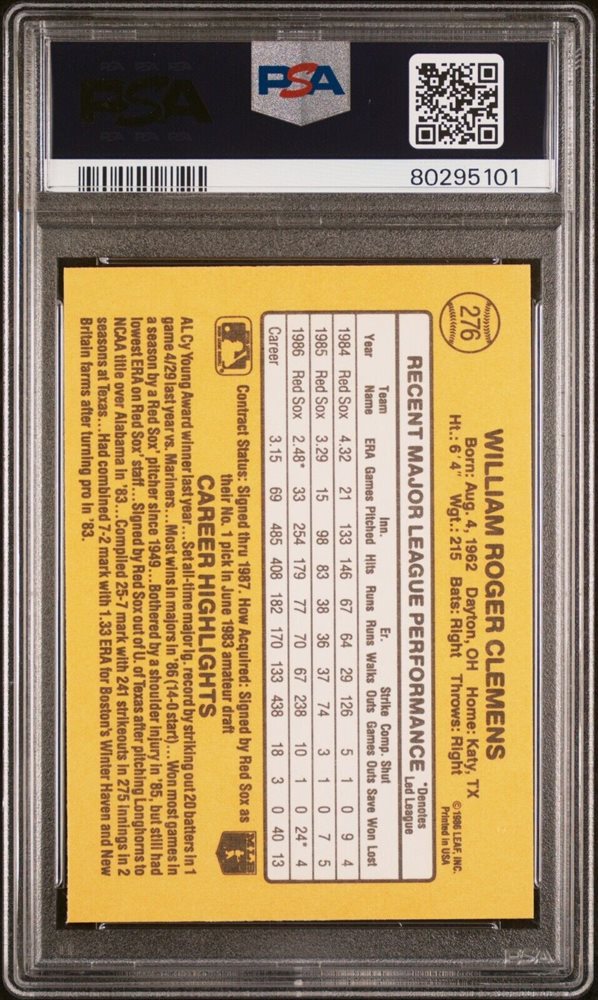 PSA
PSA
80295101
276
WILLIAM ROGER CLEMENS
Born: Aug. 4, 1962 Dayton, OH Home: Katy, TX
Ht.: 6' 4" Wgt.: 215 Bats: Right Throws: Right
© 1986 LEAF, INC.
Printed in USA
RECENT MAJOR LEAGUE PERFORMANCE *Denotes
Led League
Team Inn. Er. Strike Comp. Shut
Year Name ERA Games Pitched Hits Runs Runs Walks Outs Games Outs Save Won Lost
1984 Red Sox 4.32 21 133 146 67 64 29 126 5 1 0 9 4
1985 Red Sox 3.29 15 98 83 38 36 37 74 3 1 0 7 5
1986 Red Sox 2.48* 33 254 179 77 70 67 238 10 1 0 24* 4
Career 3.15 69 485 408 182 170 133 438 18 3 0 40 13
Contract Status: Signed thru 1987. How Acquired: Signed by Red Sox as
their No. 1 pick in June 1983 amateur draft
MLB
CAREER HIGHLIGHTS
AL Cy Young Award winner last year...Set all-time major lg. record by striking out 20 batters in 1
game 4/29 last year vs. Mariners...Most wins in majors in '86 (14-0 start)...Won most games in
a season by a Red Sox' pitcher since 1949...Bothered by a shoulder injury in '85, but still had
lowest ERA on Red Sox' staff...Signed by Red Sox out of U. of Texas after pitching Longhorns to
NCAA title over Alabama in '83...Compiled 25-7 mark with 241 strikeouts in 275 innings in 2
seasons at Texas...Had combined 7-2 mark with 1.33 ERA for Boston's Winter Haven and New
Britain farms after turning pro in '83.
PSA